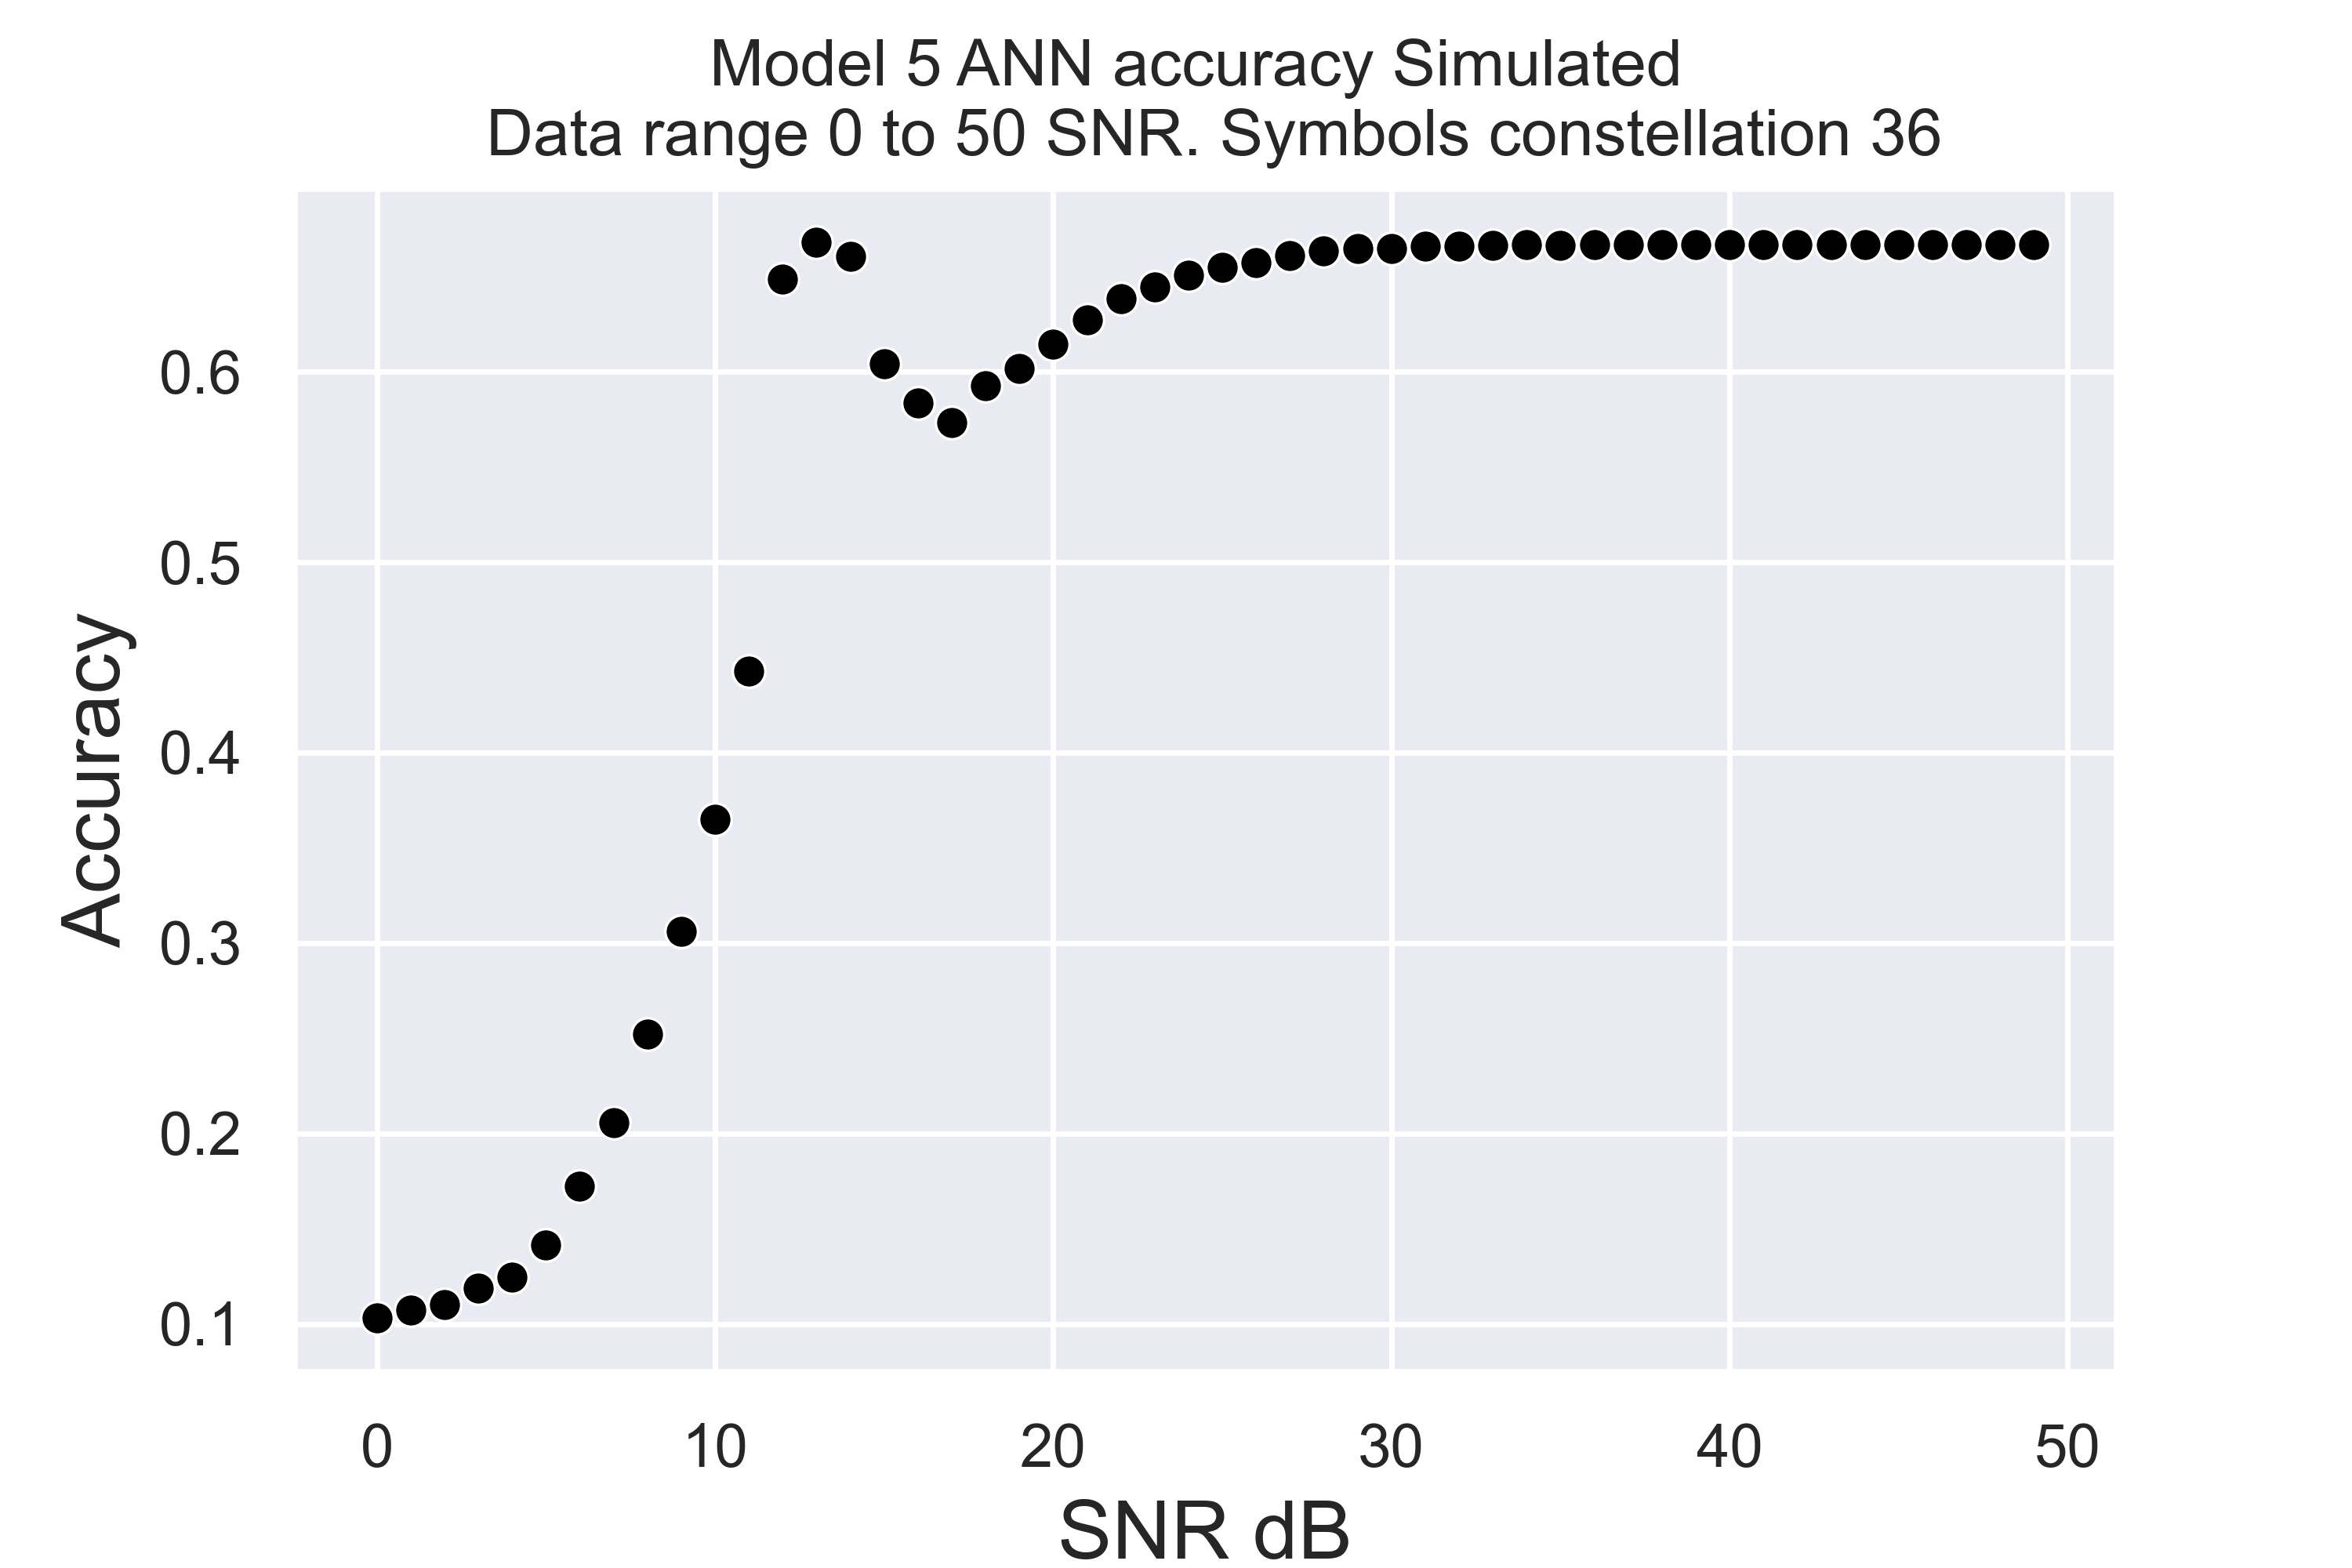 Model 5 ANN accuracy Simulated
Data range 0 to 50 SNR. Symbols constellation 36
Accuracy
0.6
0.5
0.4
0.3
0.2
0.1
0 10 20 30 40 50
SNR dB